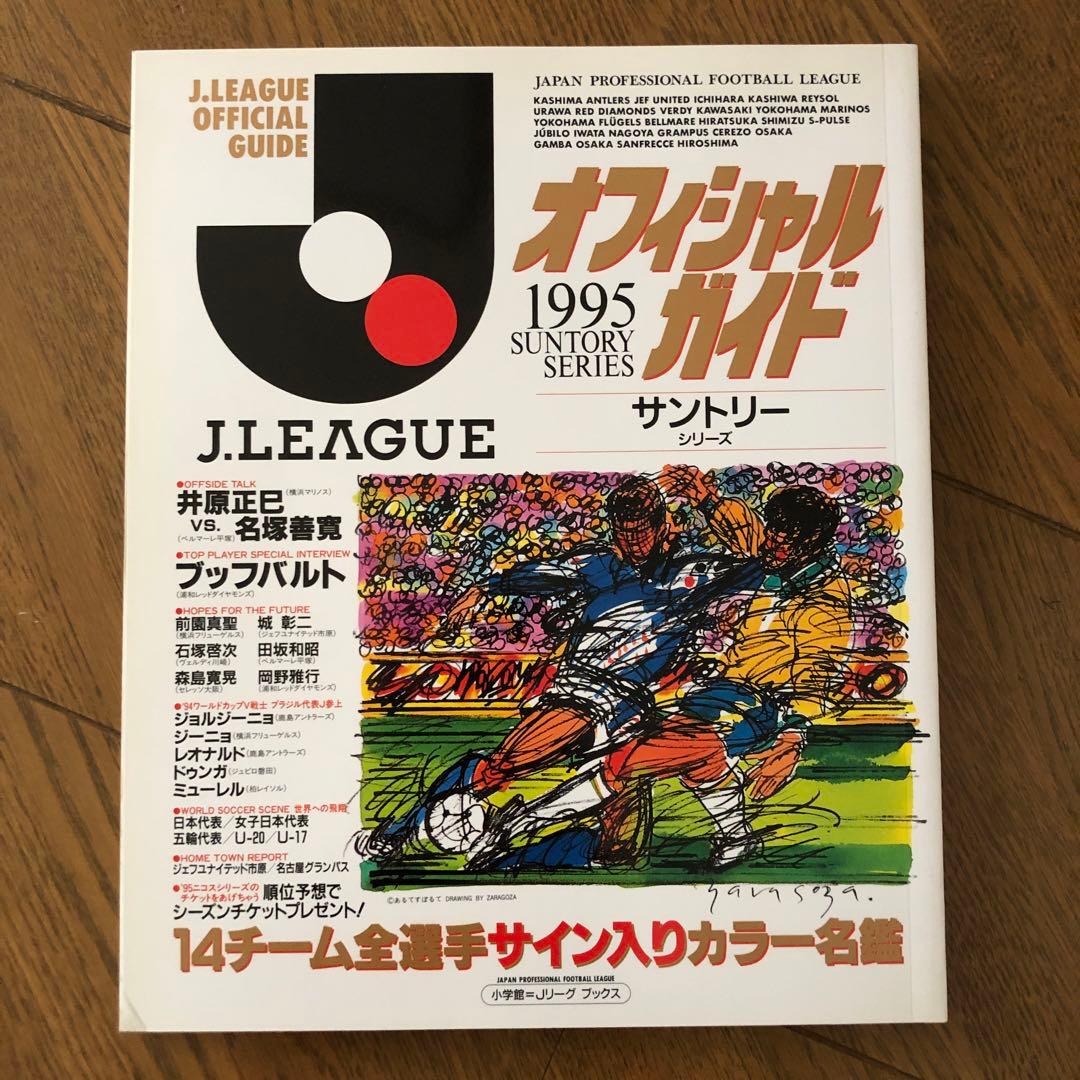 J.LEAGUE
OFFICIAL
GUIDE
JAPAN PROFESSIONAL FOOTBALL LEAGUE
KASHIMA ANTLERS JEF UNITED ICHIHARA KASHIWA REYSOL
URAWA RED DIAMONDS VERDY KAWASAKI YOKOHAMA MARINOS
YOKOHAMA FLÜGELS BELLMARE HIRATSUKA SHIMIZU S-PULSE
JÚBILO IWATA NAGOYA GRAMPUS CEREZO OSAKA
GAMBA OSAKA SANFRECCE HIROSHIMA
オフィシャル
ガイド
1995
SUNTORY
SERIES
サントリー
シリーズ
J.LEAGUE
●OFFSIDE TALK
井原正巳(横浜マリノス)
VS.名塚善寛
(ベルマーレ平塚)
●TOP PLAYER SPECIAL INTERVIEW
ブッフバルト
(浦和レッドダイヤモンズ)
●HOPES FOR THE FUTURE
前園真聖 城 彰二
(横浜フリューゲルス) (ジェフユナイテッド市原)
石塚啓次 田坂和昭
(ヴェルディ川崎) (ベルマーレ平塚)
森島寛晃 岡野雅行
(セレッソ大阪) (浦和レッドダイヤモンズ)
●'94ワールドカップV戦士 ブラジル代表J参上
ジョルジーニョ(鹿島アントラーズ)
ジーニョ(横浜フリューゲルス)
レオナルド(鹿島アントラーズ)
ドゥンガ(ジュビロ磐田)
ミューレル(柏レイソル)
●WORLD SOCCER SCENE 世界への飛翔
日本代表/女子日本代表
五輪代表/U-20/U-17
●HOME TOWN REPORT
ジェフユナイテッド市原/名古屋グランパス
●'95ニコスシリーズの
チケットをあげちゃう 順位予想で
シーズンチケットプレゼント!
©あるてすぽるて DRAWING BY ZARAGOZA
zaragoza.
14チーム全選手サイン入りカラー名鑑
JAPAN PROFESSIONAL FOOTBALL LEAGUE
小学館=Jリーグ ブックス